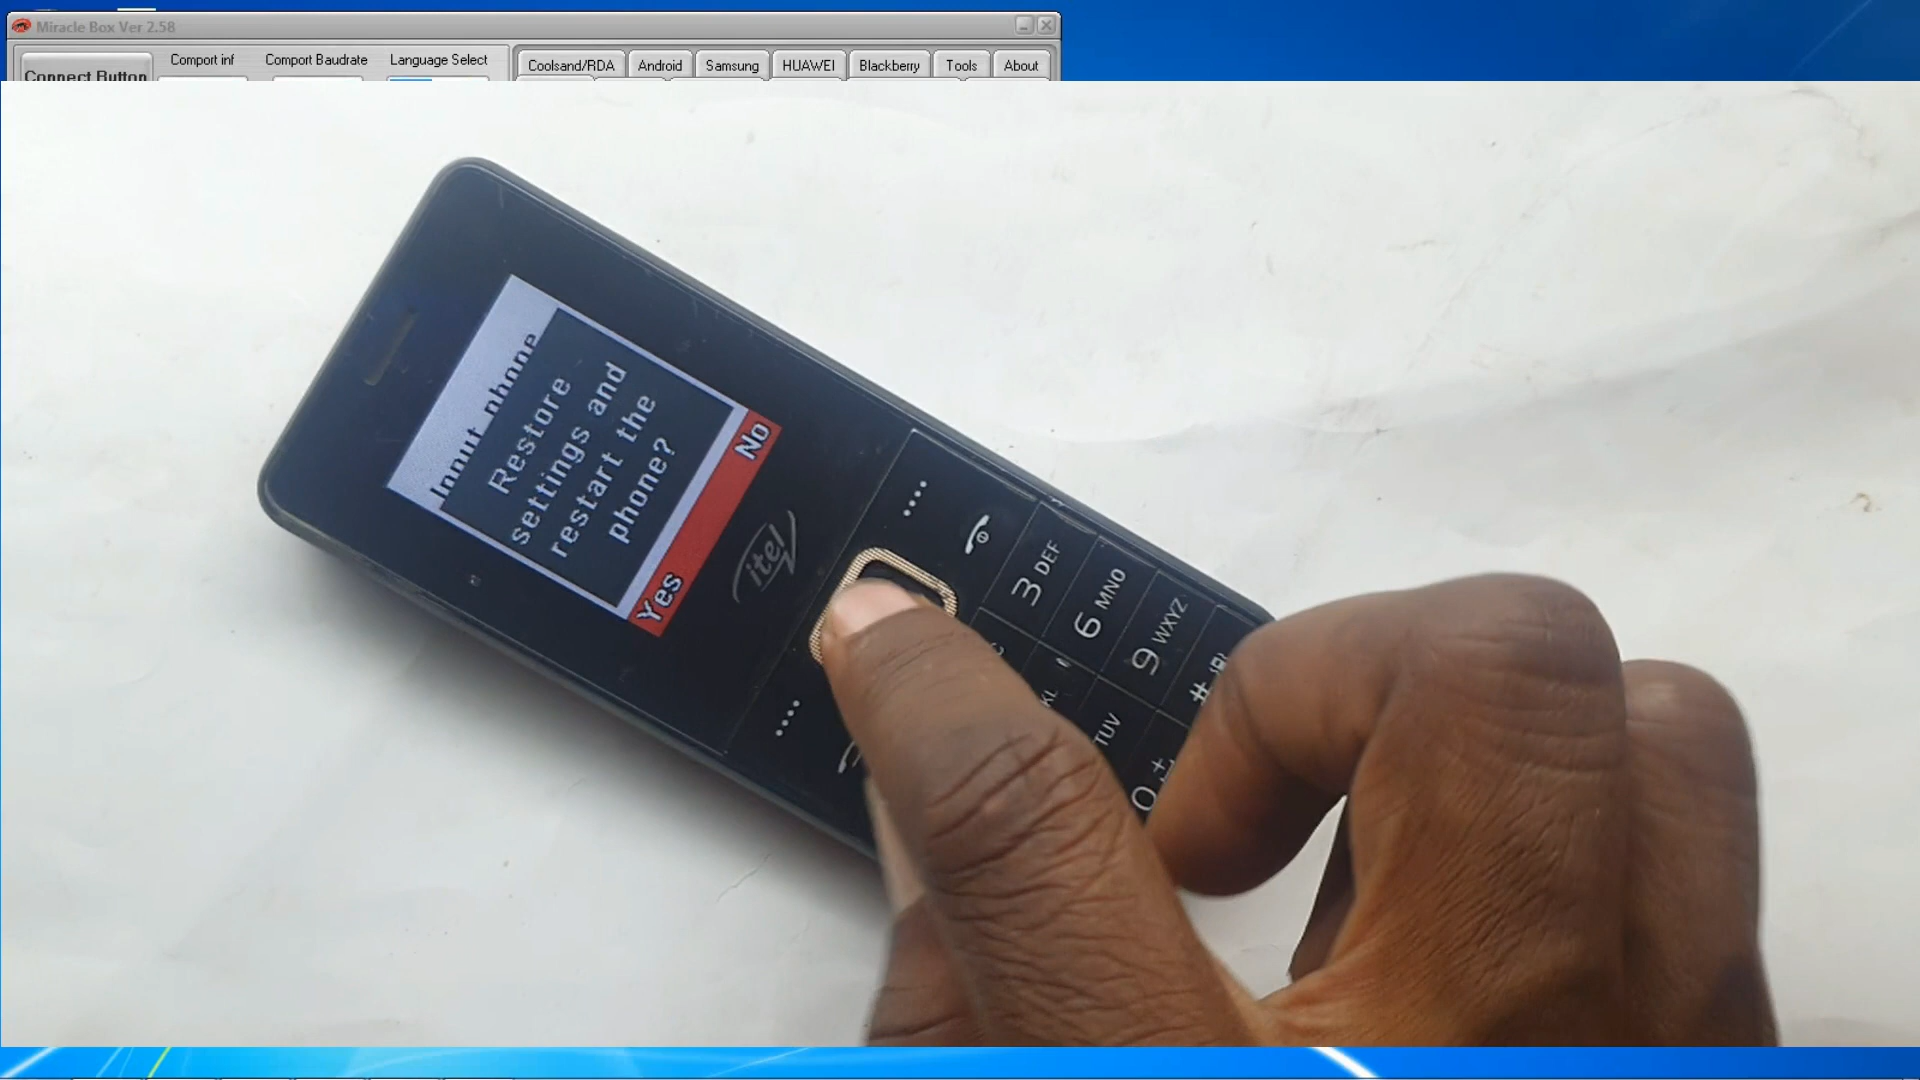 Miracle Box Ver 2.58
Connect Button
Comport inf
Comport Baudrate
Language Select
Coolsand/RDA
Android
Samsung
HUAWEI
Blackberry
Tools
About
Input phone
Restore
settings and
restart the
phone?
Yes
No
itel
3 DEF
6 MNO
9 WXYZ
#
TUV
0 +